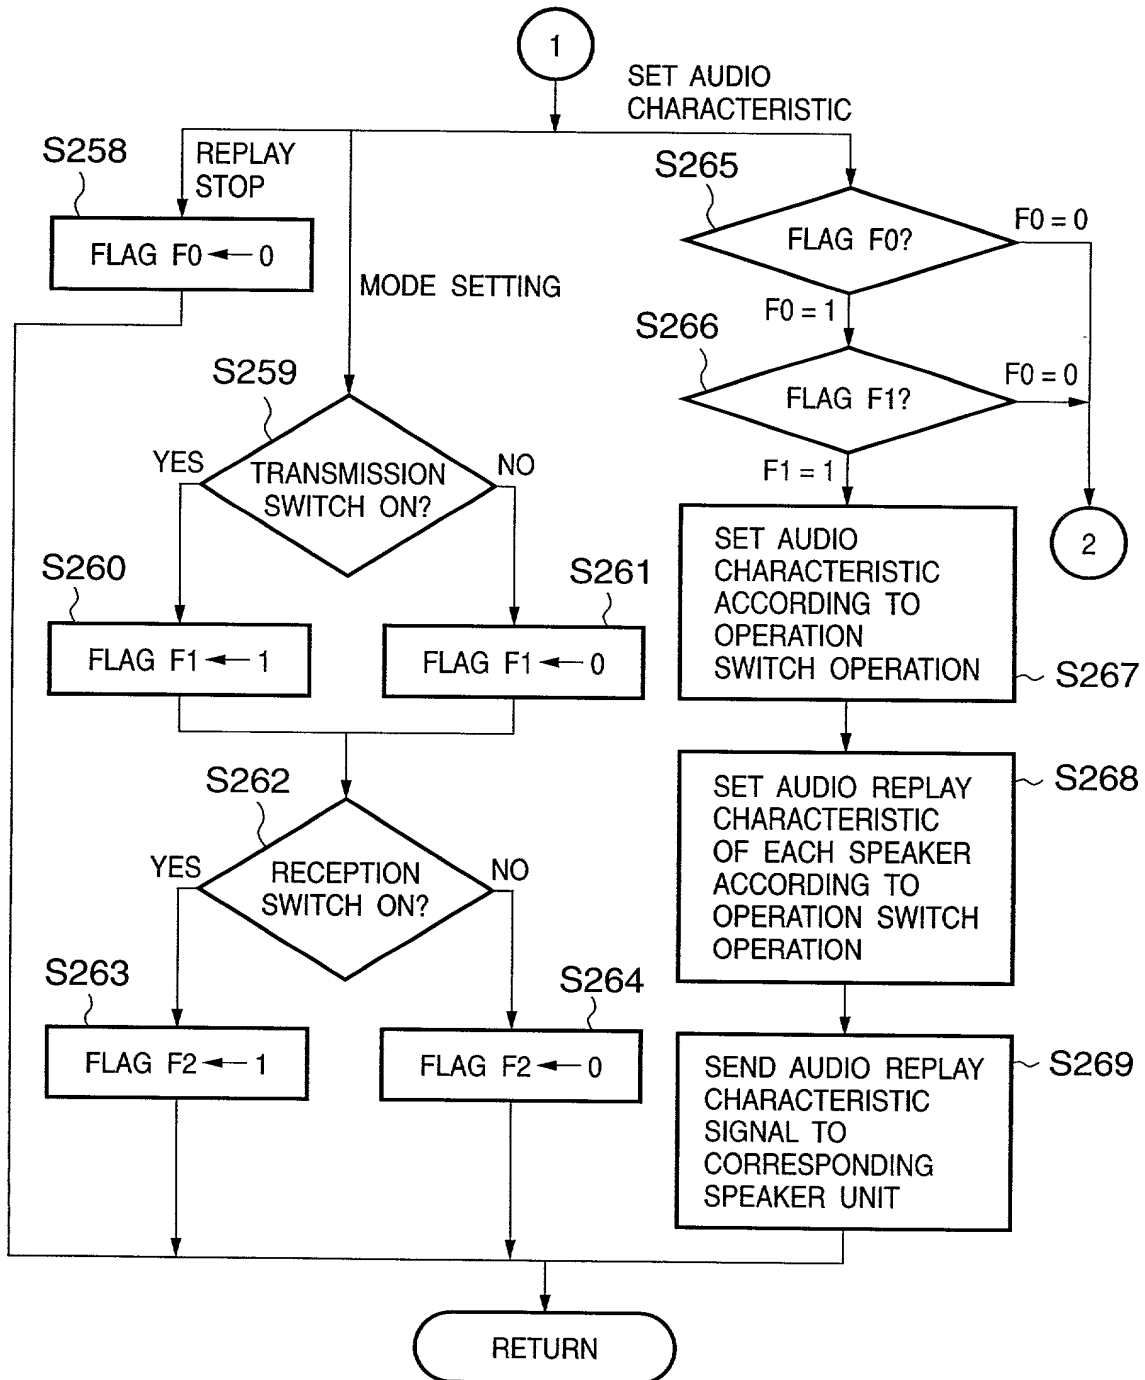 1
SET AUDIO
CHARACTERISTIC
S258
REPLAY
STOP
FLAG F0 ← 0
MODE SETTING
S259
YES
TRANSMISSION
SWITCH ON?
NO
S260
FLAG F1 ← 1
S261
FLAG F1 ← 0
S262
YES
RECEPTION
SWITCH ON?
NO
S263
FLAG F2 ← 1
S264
FLAG F2 ← 0
S265
FLAG F0?
F0 = 0
F0 = 1
S266
FLAG F1?
F0 = 0
F1 = 1
2
SET AUDIO
CHARACTERISTIC
ACCORDING TO
OPERATION
SWITCH OPERATION
S267
SET AUDIO REPLAY
CHARACTERISTIC
OF EACH SPEAKER
ACCORDING TO
OPERATION SWITCH
OPERATION
S268
SEND AUDIO REPLAY
CHARACTERISTIC
SIGNAL TO
CORRESPONDING
SPEAKER UNIT
S269
RETURN